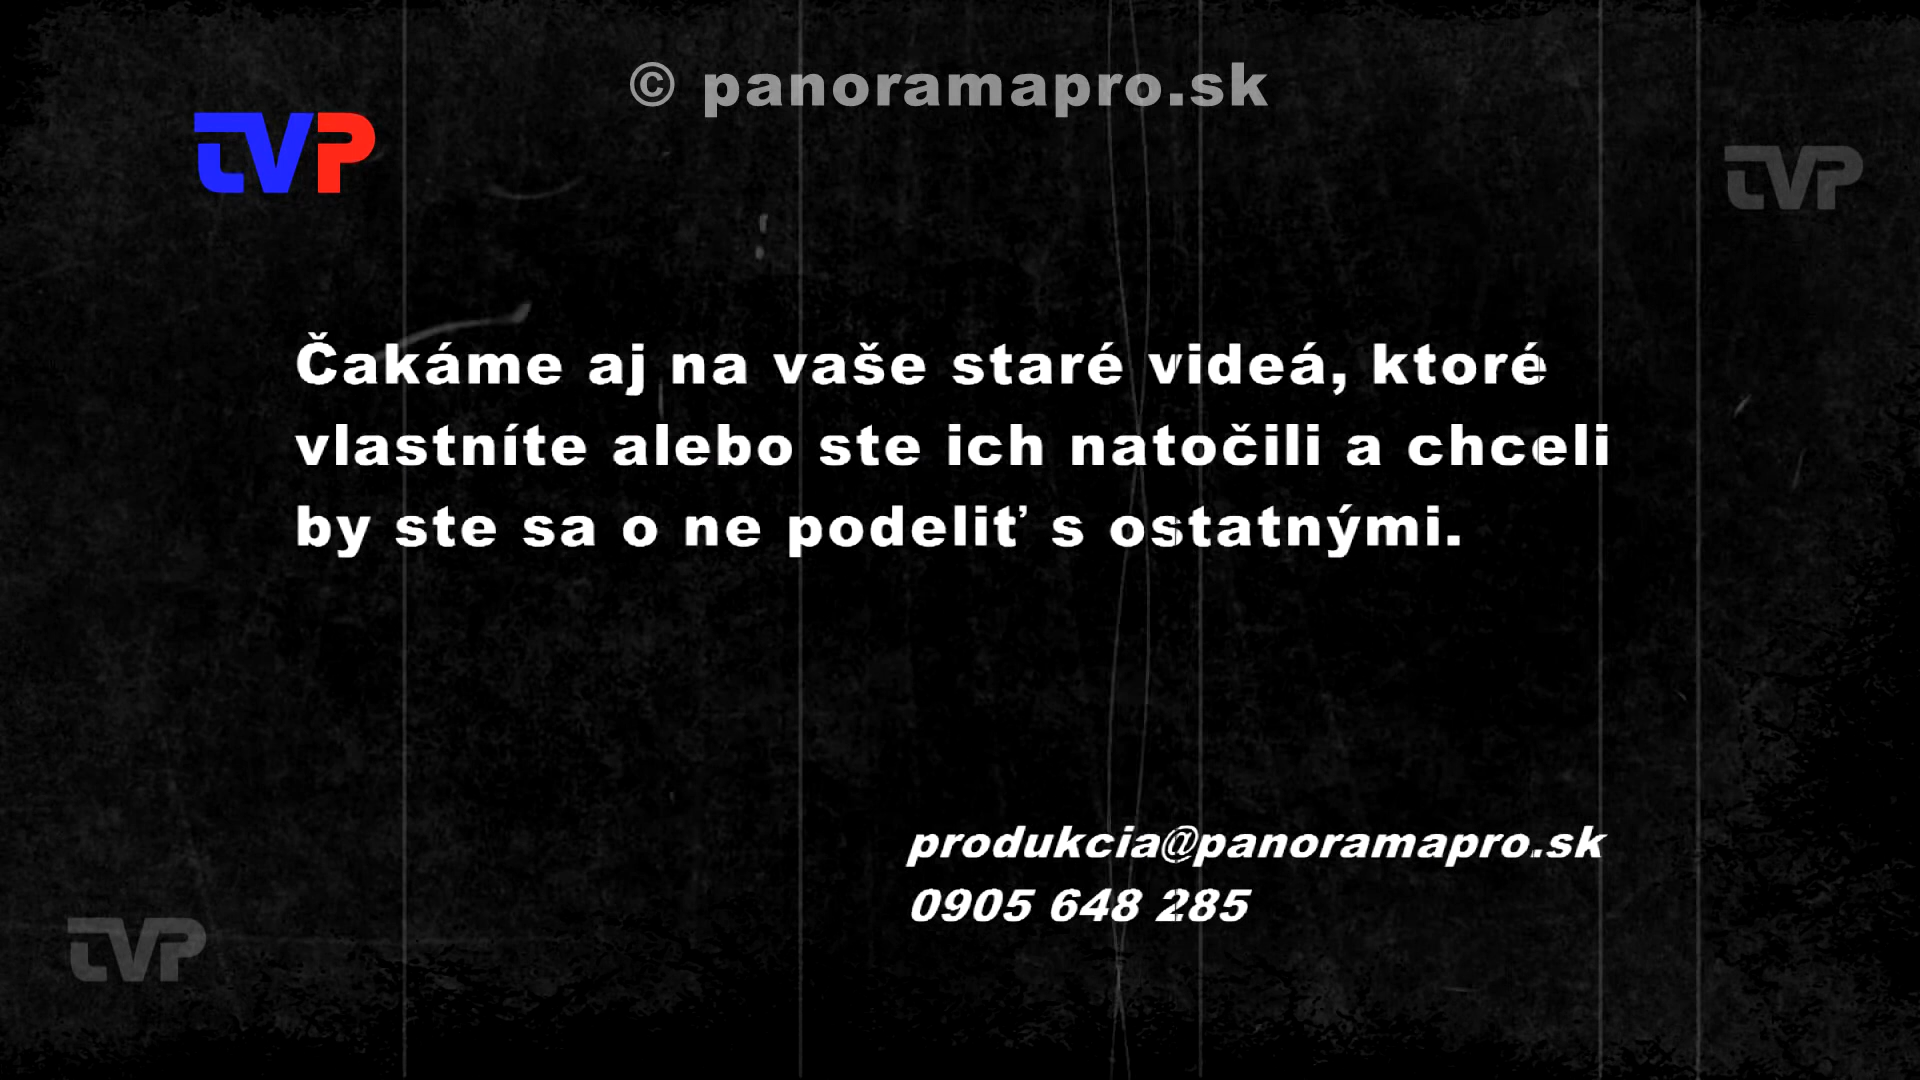 © panoramapro.sk
TVP
TVP
Čakáme aj na vaše staré videá, ktoré
vlastníte alebo ste ich natočili a chceli
by ste sa o ne podeliť s ostatnými.
produkcia@panoramapro.sk
0905 648 285
TVP